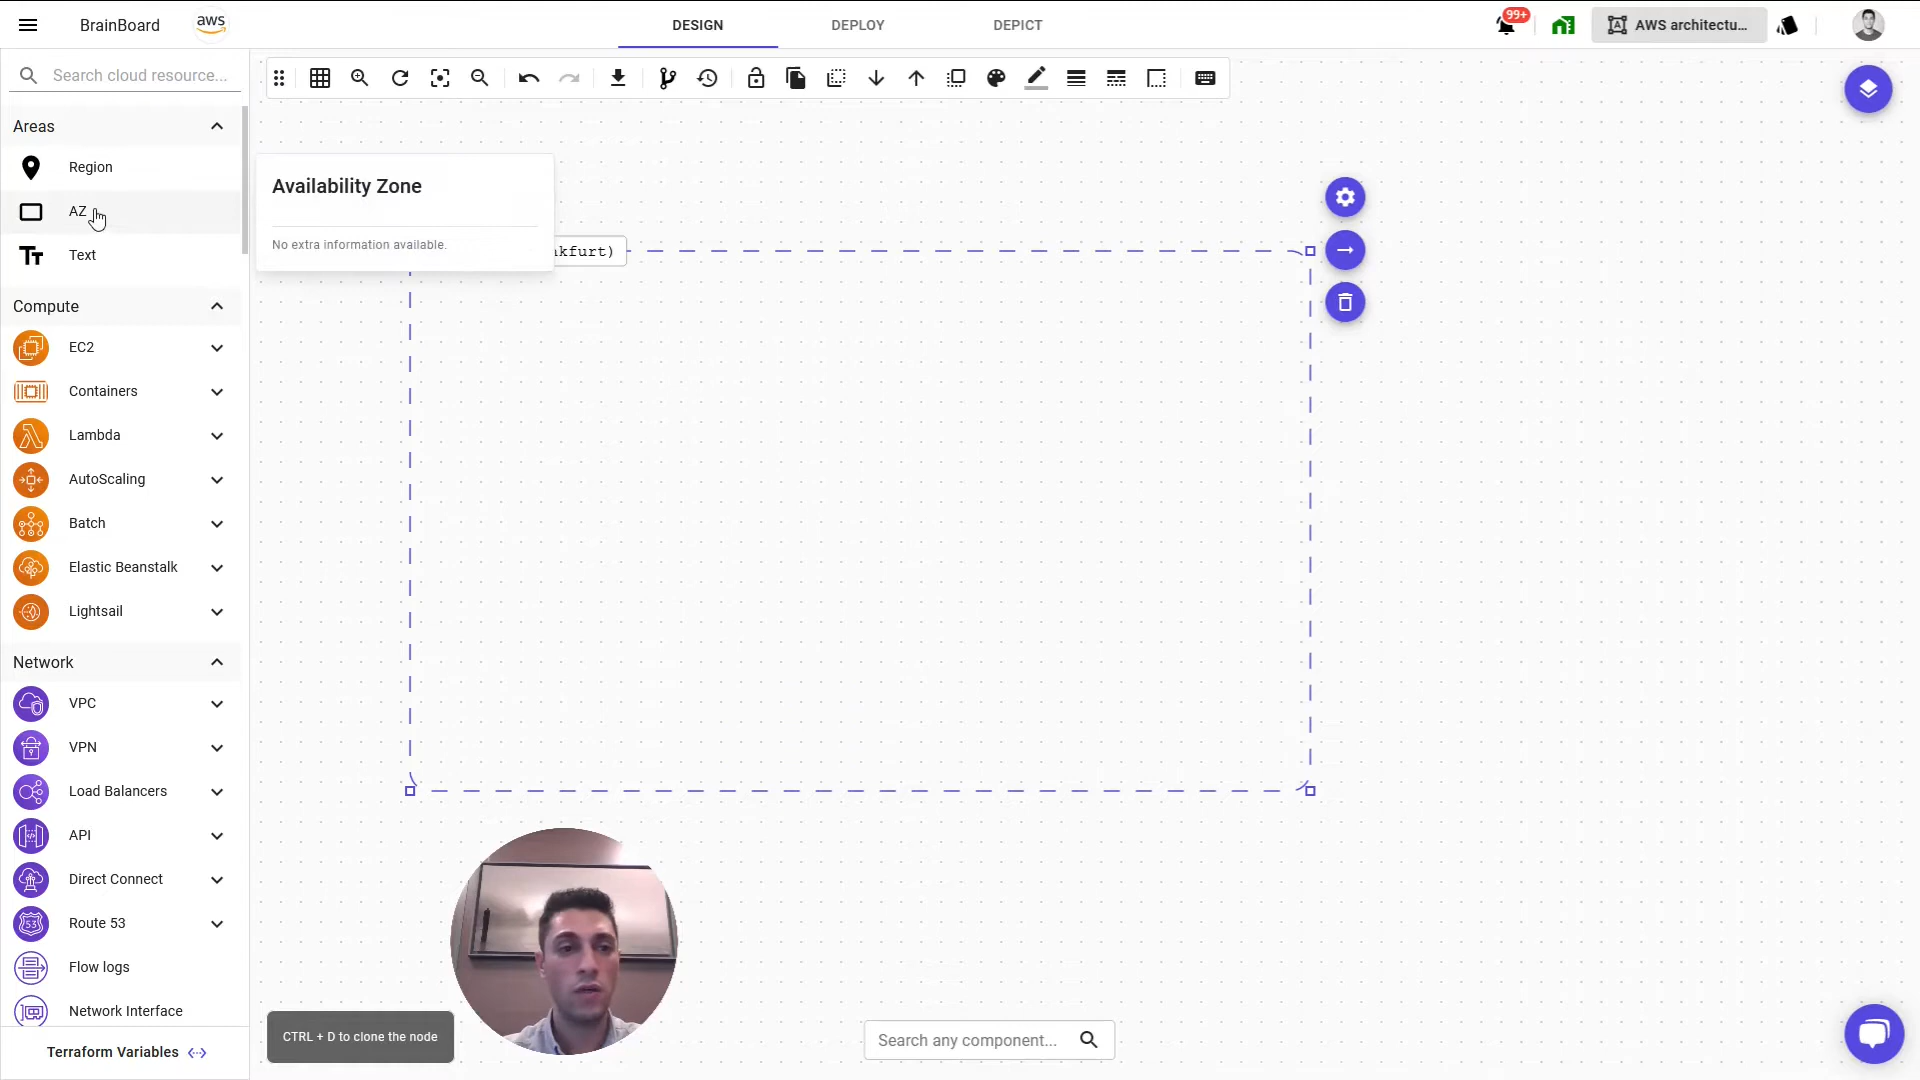 BrainBoard
aws
DESIGN
DEPLOY
DEPICT
99+
AWS architectu...
Search cloud resource...
Areas
Region
AZ
Text
Availability Zone
No extra information available.
kfurt)
Compute
EC2
Containers
Lambda
AutoScaling
Batch
Elastic Beanstalk
Lightsail
Network
VPC
VPN
Load Balancers
API
Direct Connect
Route 53
Flow logs
Network Interface
Terraform Variables
CTRL + D to clone the node
Search any component...